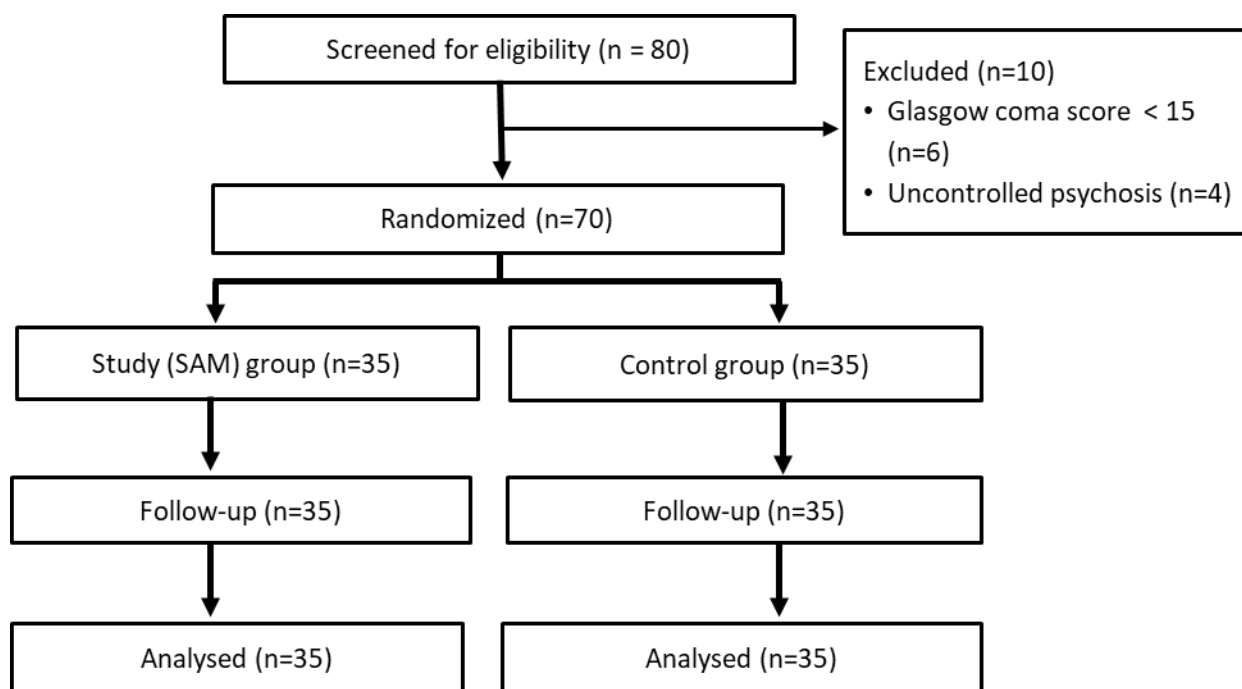 Screened for eligibility (n = 80)
Excluded (n=10)
• Glasgow coma score < 15
(n=6)
• Uncontrolled psychosis (n=4)
Randomized (n=70)
Study (SAM) group (n=35)
Control group (n=35)
Follow-up (n=35)
Follow-up (n=35)
Analysed (n=35)
Analysed (n=35)